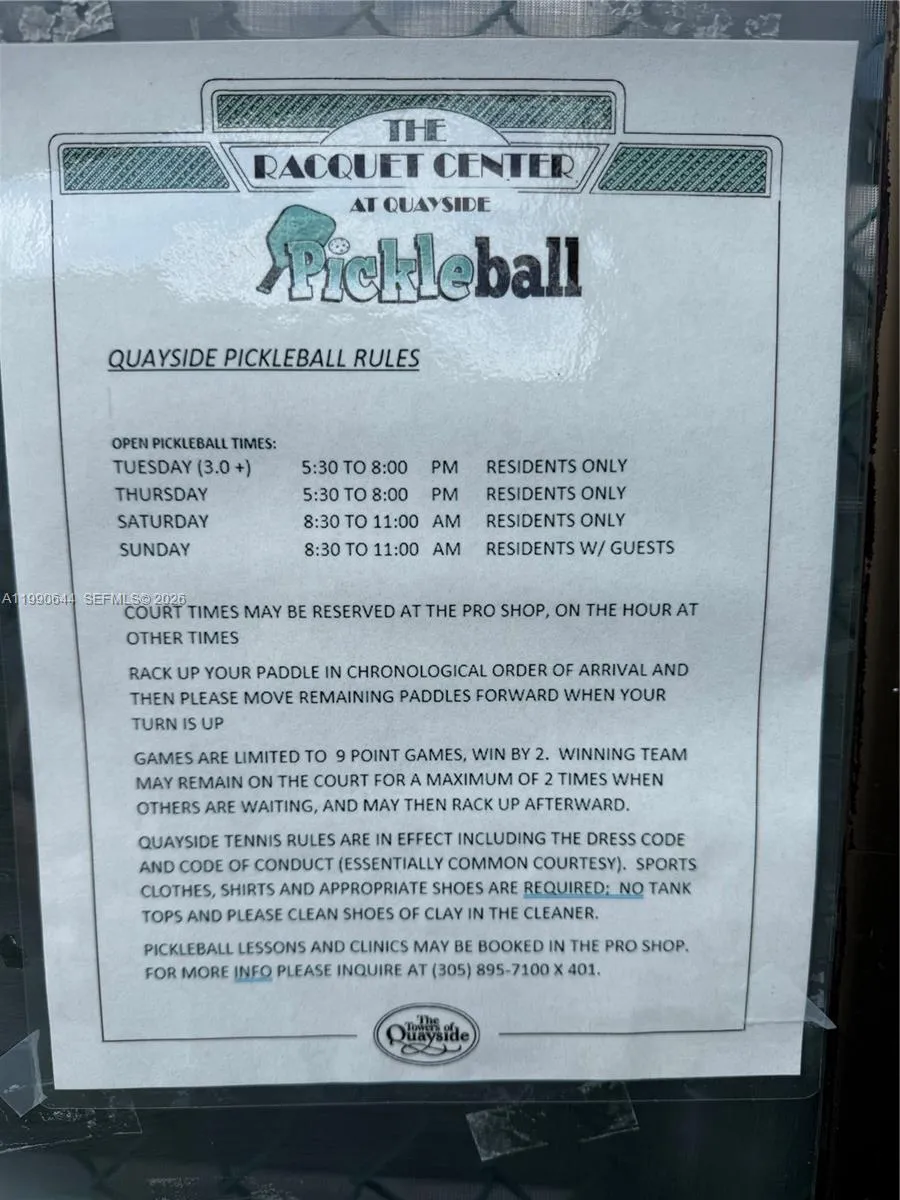 THE
RACQUET CENTER
AT QUAYSIDE
Pickleball
QUAYSIDE PICKLEBALL RULES
OPEN PICKLEBALL TIMES:
TUESDAY (3.0 +) 5:30 TO 8:00 PM RESIDENTS ONLY
THURSDAY 5:30 TO 8:00 PM RESIDENTS ONLY
SATURDAY 8:30 TO 11:00 AM RESIDENTS ONLY
SUNDAY 8:30 TO 11:00 AM RESIDENTS W/ GUESTS
A11990644 SEFMLS© 2026
COURT TIMES MAY BE RESERVED AT THE PRO SHOP, ON THE HOUR AT
OTHER TIMES
RACK UP YOUR PADDLE IN CHRONOLOGICAL ORDER OF ARRIVAL AND
THEN PLEASE MOVE REMAINING PADDLES FORWARD WHEN YOUR
TURN IS UP
GAMES ARE LIMITED TO 9 POINT GAMES, WIN BY 2. WINNING TEAM
MAY REMAIN ON THE COURT FOR A MAXIMUM OF 2 TIMES WHEN
OTHERS ARE WAITING, AND MAY THEN RACK UP AFTERWARD.
QUAYSIDE TENNIS RULES ARE IN EFFECT INCLUDING THE DRESS CODE
AND CODE OF CONDUCT (ESSENTIALLY COMMON COURTESY). SPORTS
CLOTHES, SHIRTS AND APPROPRIATE SHOES ARE REQUIRED; NO TANK
TOPS AND PLEASE CLEAN SHOES OF CLAY IN THE CLEANER.
PICKLEBALL LESSONS AND CLINICS MAY BE BOOKED IN THE PRO SHOP.
FOR MORE INFO PLEASE INQUIRE AT (305) 895-7100 X 401.
The
Towers of
Quayside